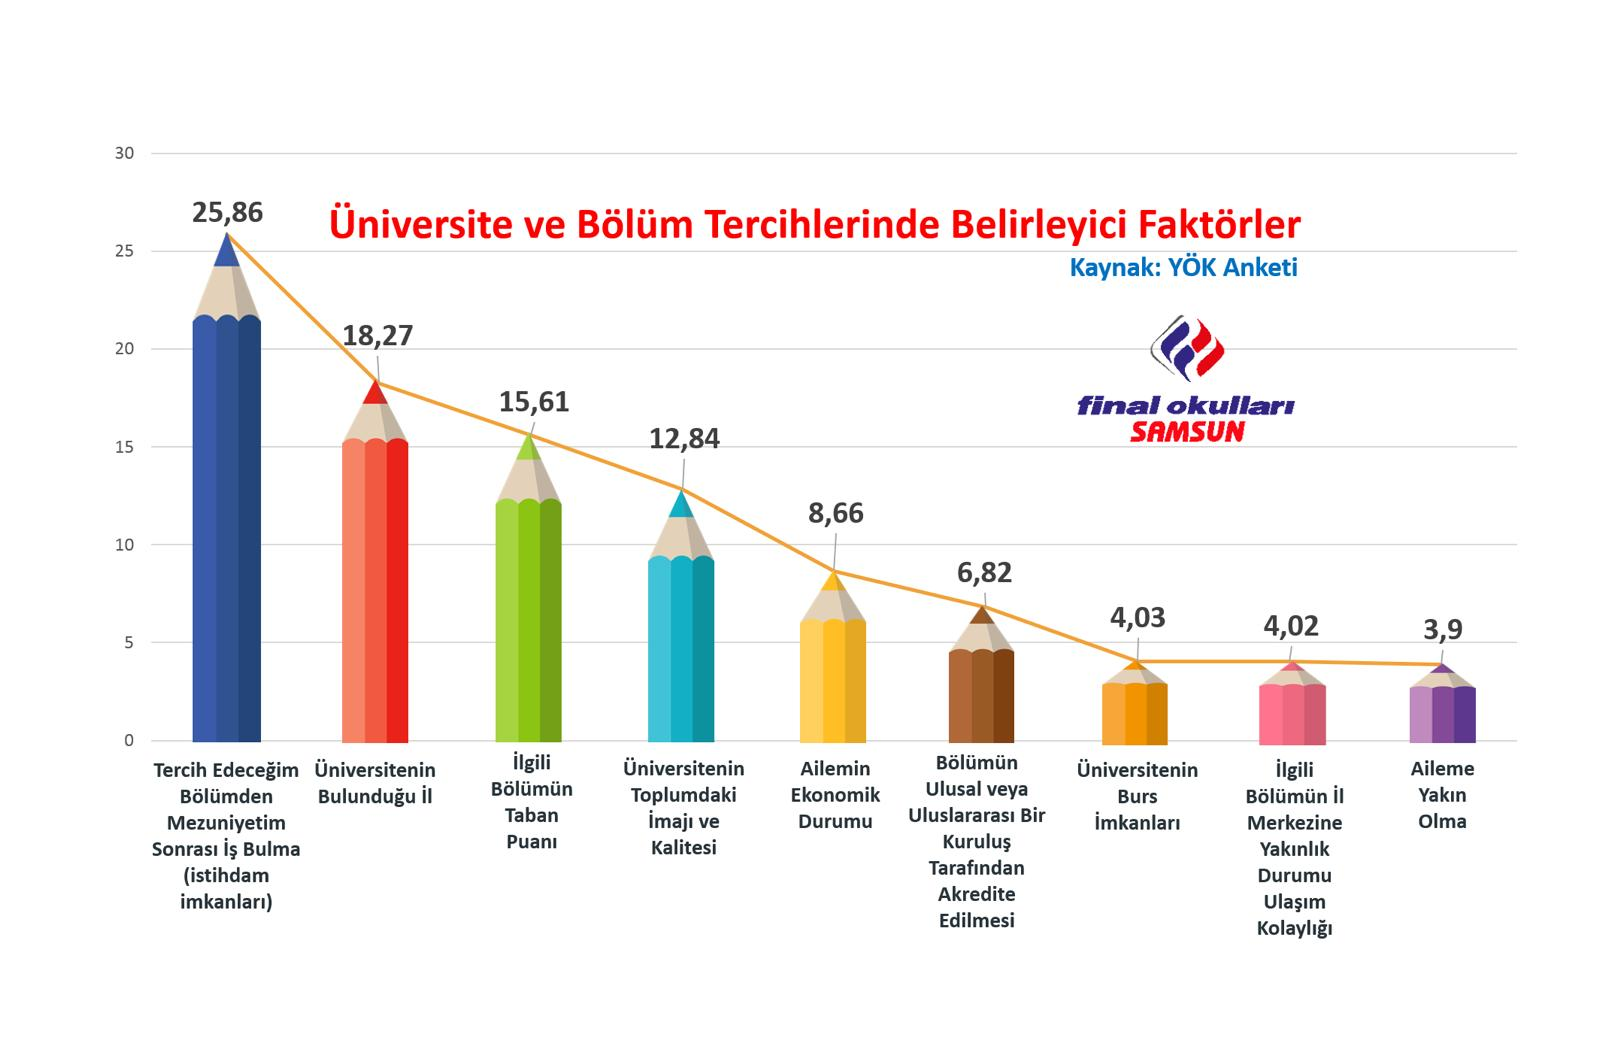 30
25
20
15
10
5
0
Üniversite ve Bölüm Tercihlerinde Belirleyici Faktörler
Kaynak: YÖK Anketi
final okulları
SAMSUN
25,86
18,27
15,61
12,84
8,66
6,82
4,03
4,02
3,9
Tercih Edeceğim
Bölümden
Mezuniyetim
Sonrası İş Bulma
(istihdam
imkanları)
Üniversitenin
Bulunduğu İl
İlgili
Bölümün
Taban
Puanı
Üniversitenin
Toplumdaki
İmajı ve
Kalitesi
Ailemin
Ekonomik
Durumu
Bölümün
Ulusal veya
Uluslararası Bir
Kuruluş
Tarafından
Akredite
Edilmesi
Üniversitenin
Burs
İmkanları
İlgili
Bölümün İl
Merkezine
Yakınlık
Durumu
Ulaşım
Kolaylığı
Aileme
Yakın
Olma